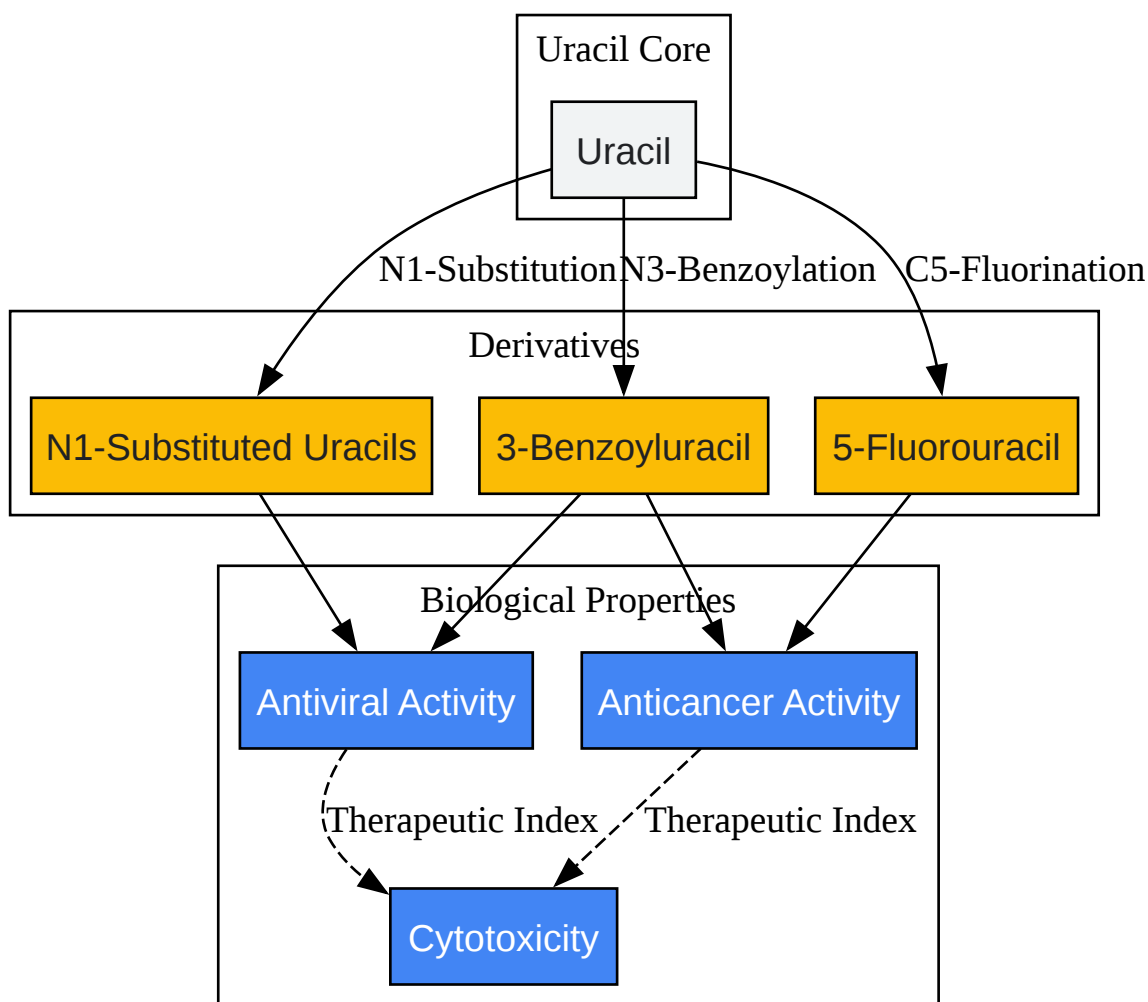 Uracil Core
Uracil
N1-Substitution
N3-Benzoylation
C5-Fluorination
Derivatives
N1-Substituted Uracils
3-Benzoyluracil
5-Fluorouracil
Biological Properties
Antiviral Activity
Anticancer Activity
Therapeutic Index
Therapeutic Index
Cytotoxicity